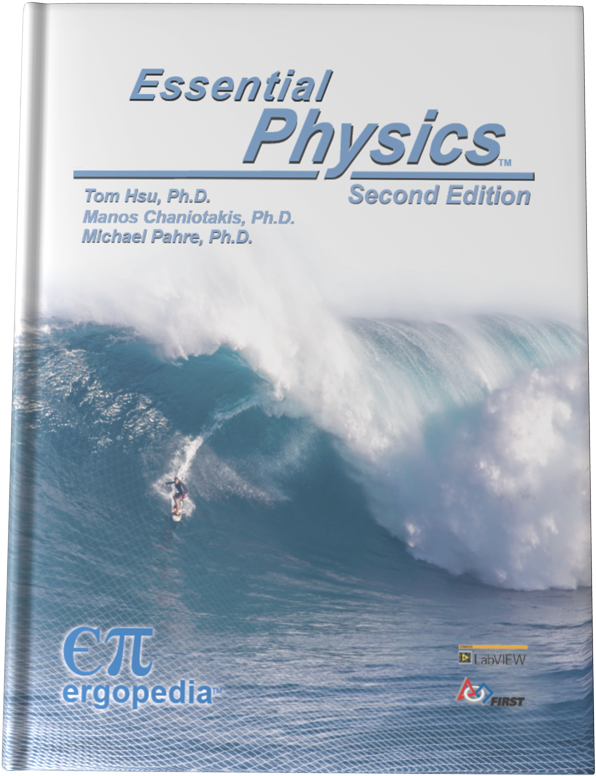 Essential
Physics™
Second Edition
Tom Hsu, Ph.D.
Manos Chaniotakis, Ph.D.
Michael Pahre, Ph.D.
επ
ergopedia™
LabVIEW
FIRST